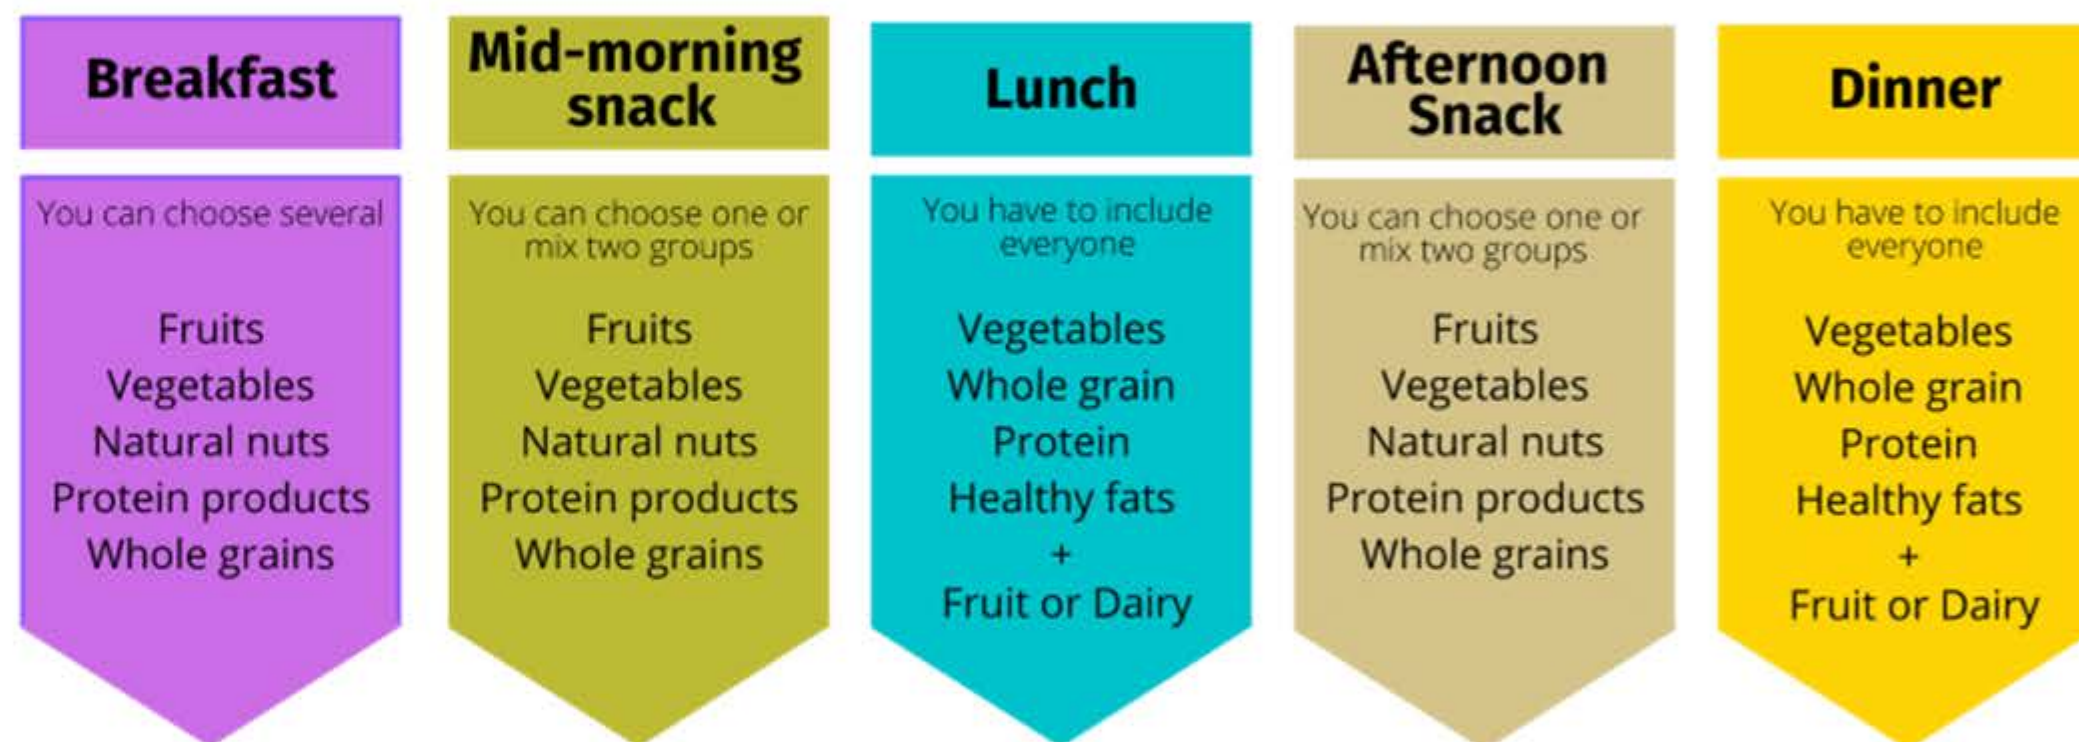 Breakfast
You can choose several
Fruits
Vegetables
Natural nuts
Protein products
Whole grains
Mid-morning
snack
You can choose one or
mix two groups
Fruits
Vegetables
Natural nuts
Protein products
Whole grains
Lunch
You have to include
everyone
Vegetables
Whole grain
Protein
Healthy fats
+
Fruit or Dairy
Afternoon
Snack
You can choose one or
mix two groups
Fruits
Vegetables
Natural nuts
Protein products
Whole grains
Dinner
You have to include
everyone
Vegetables
Whole grain
Protein
Healthy fats
+
Fruit or Dairy